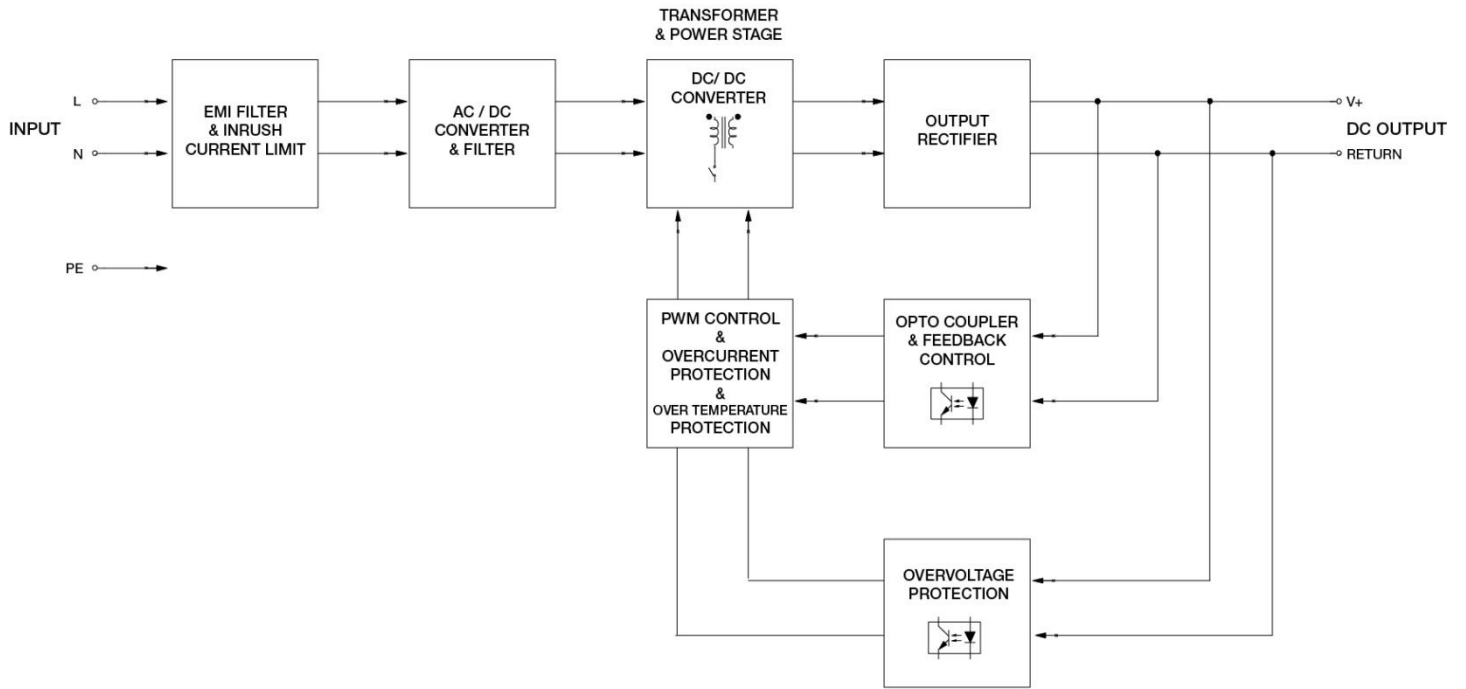 TRANSFORMER
& POWER STAGE
INPUT
L
N
PE
EMI FILTER
& INRUSH
CURRENT LIMIT
AC / DC
CONVERTER
& FILTER
DC/ DC
CONVERTER
OUTPUT
RECTIFIER
V+
DC OUTPUT
RETURN
PWM CONTROL
&
OVERCURRENT
PROTECTION
&
OVER TEMPERATURE
PROTECTION
OPTO COUPLER
& FEEDBACK
CONTROL
OVERVOLTAGE
PROTECTION